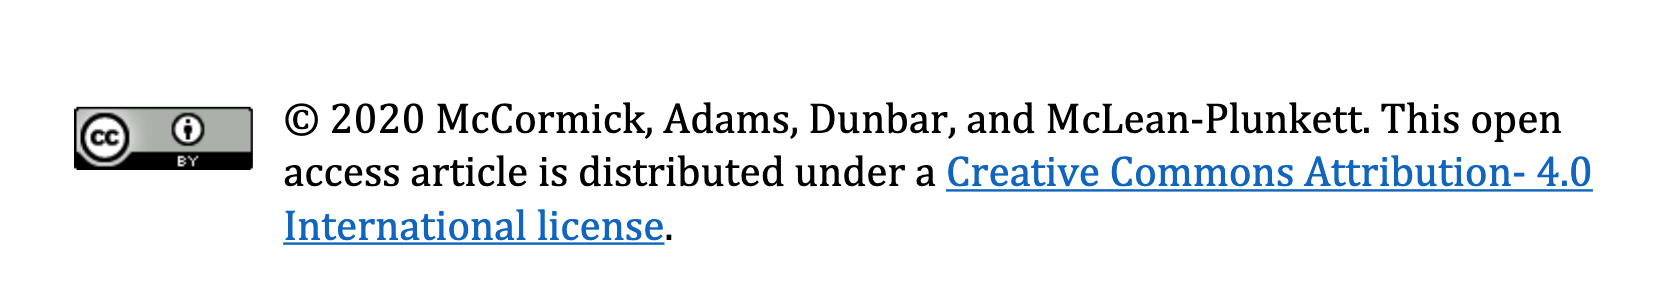 cc
BY
© 2020 McCormick, Adams, Dunbar, and McLean-Plunkett. This open
access article is distributed under a Creative Commons Attribution- 4.0
International license.